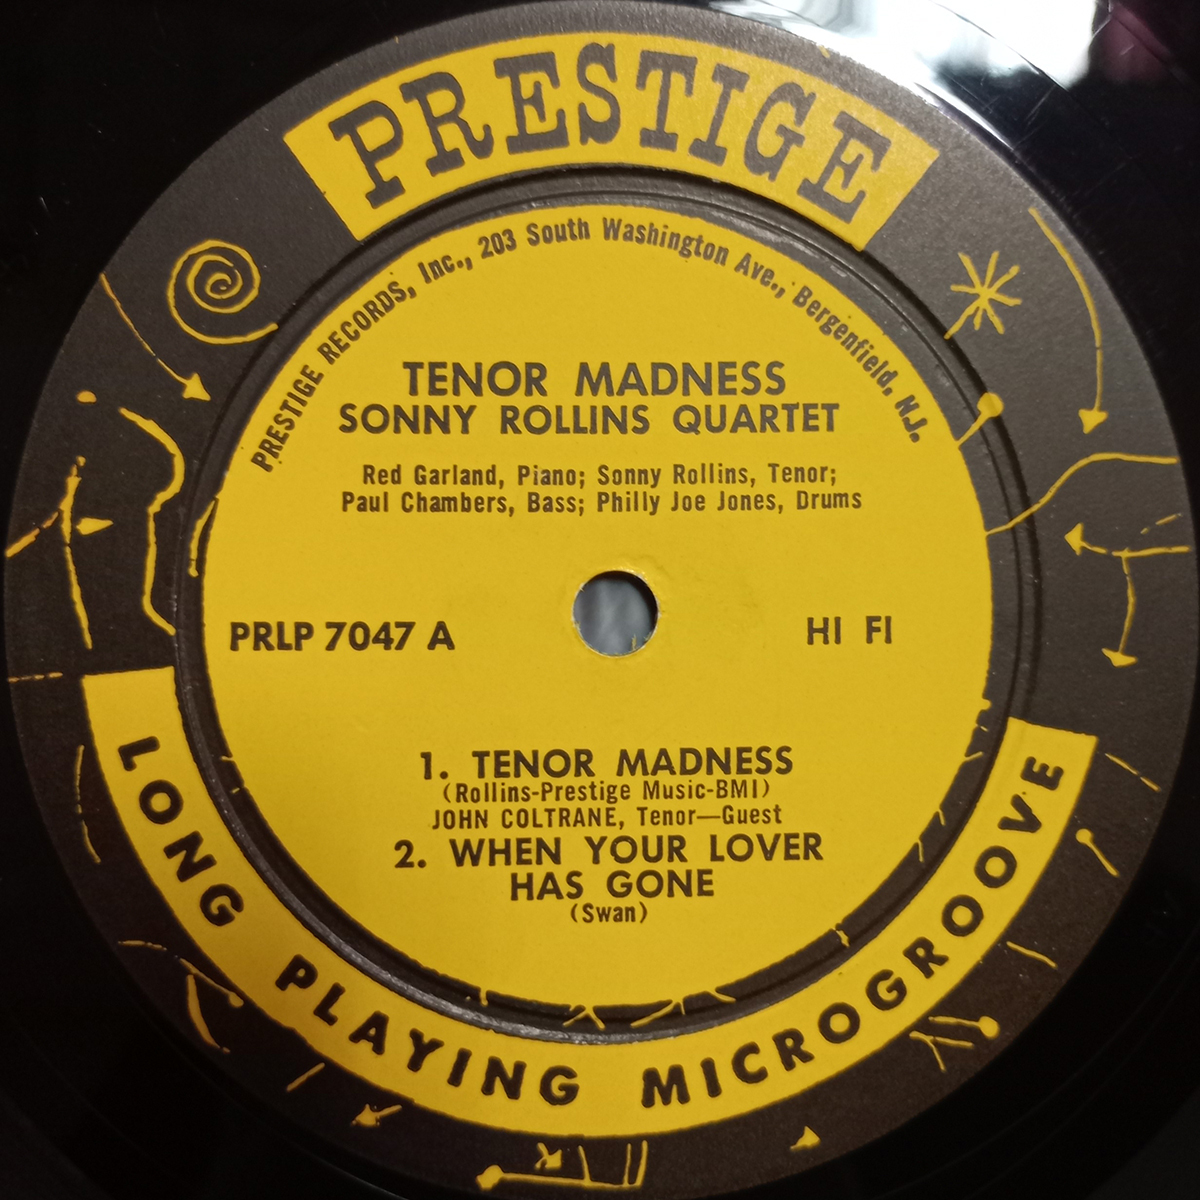 PRESTIGE
PRESTIGE RECORDS, Inc., 203 South Washington Ave., Bergenfield, N.J.
TENOR MADNESS
SONNY ROLLINS QUARTET
Red Garland, Piano; Sonny Rollins, Tenor;
Paul Chambers, Bass; Philly Joe Jones, Drums
PRLP 7047 A
HI FI
1. TENOR MADNESS
(Rollins-Prestige Music-BMI)
JOHN COLTRANE, Tenor—Guest
2. WHEN YOUR LOVER
HAS GONE
(Swan)
LONG PLAYING MICROGROOVE